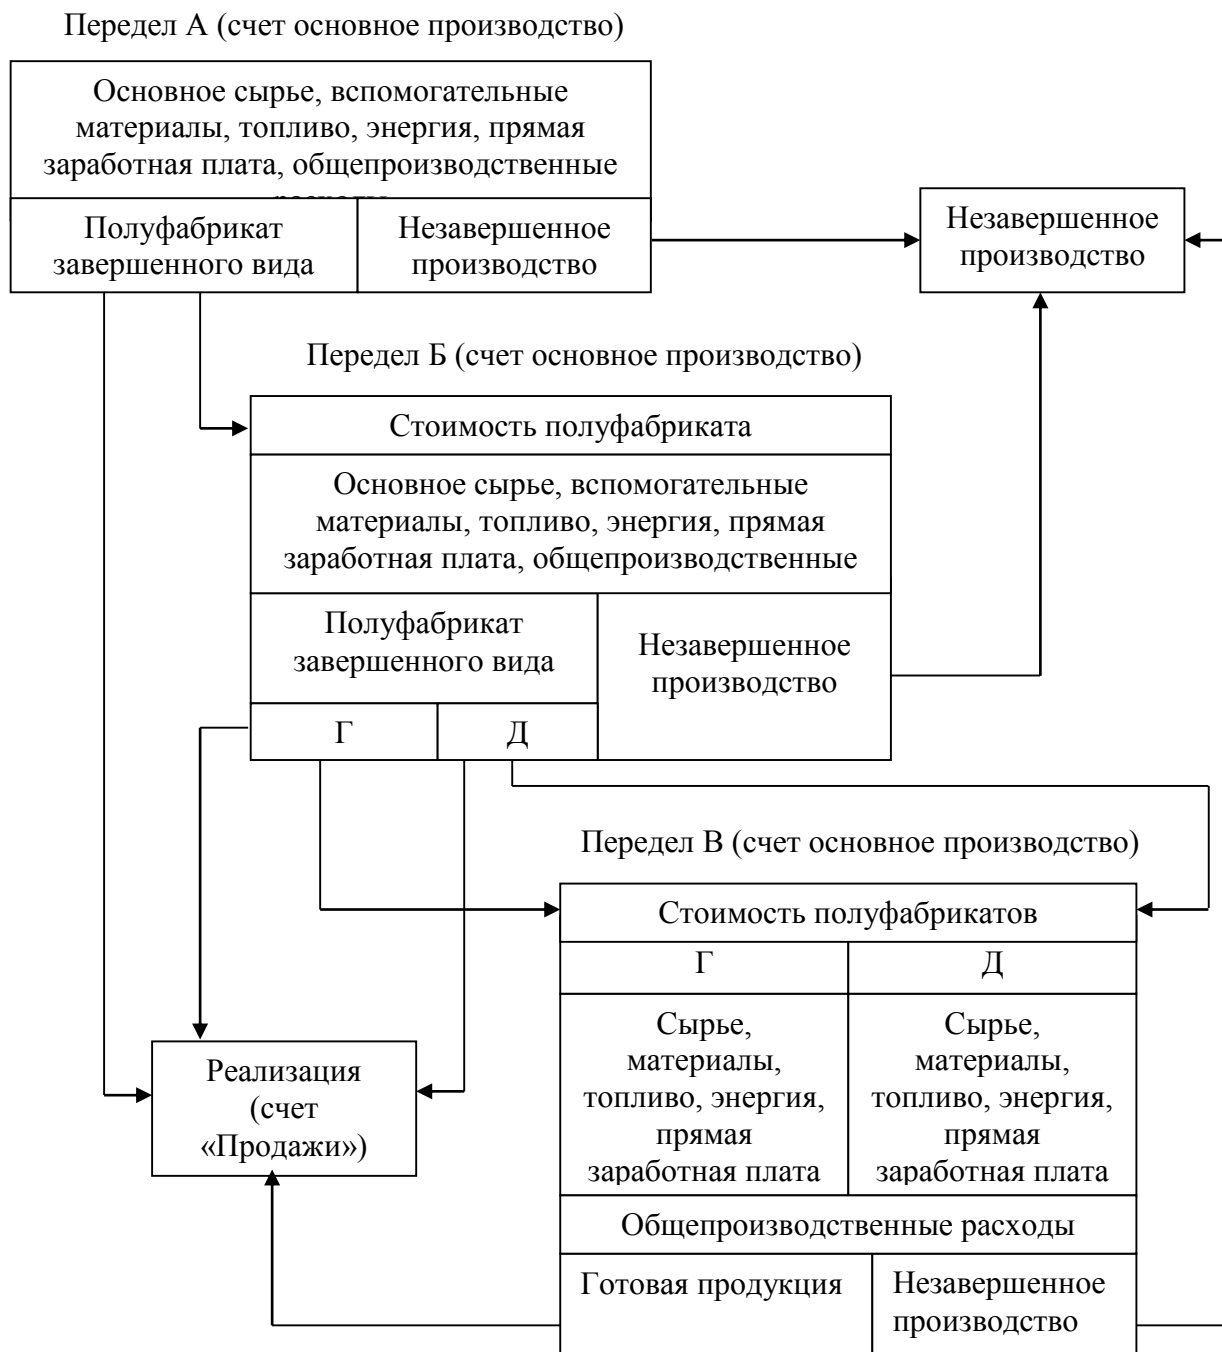 Передел А (счет основное производство)
Основное сырье, вспомогательные
материалы, топливо, энергия, прямая
заработная плата, общепроизводственные
Полуфабрикат
завершенного вида
Незавершенное
производство
Незавершенное
производство
Передел Б (счет основное производство)
Стоимость полуфабриката
Основное сырье, вспомогательные
материалы, топливо, энергия, прямая
заработная плата, общепроизводственные
Полуфабрикат
завершенного вида
Незавершенное
производство
Г
Д
Передел В (счет основное производство)
Стоимость полуфабрикатов
Г
Д
Сырье,
материалы,
топливо, энергия,
прямая
заработная плата
Сырье,
материалы,
топливо, энергия,
прямая
заработная плата
Реализация
(счет
«Продажи»)
Общепроизводственные расходы
Готовая продукция
Незавершенное
производство